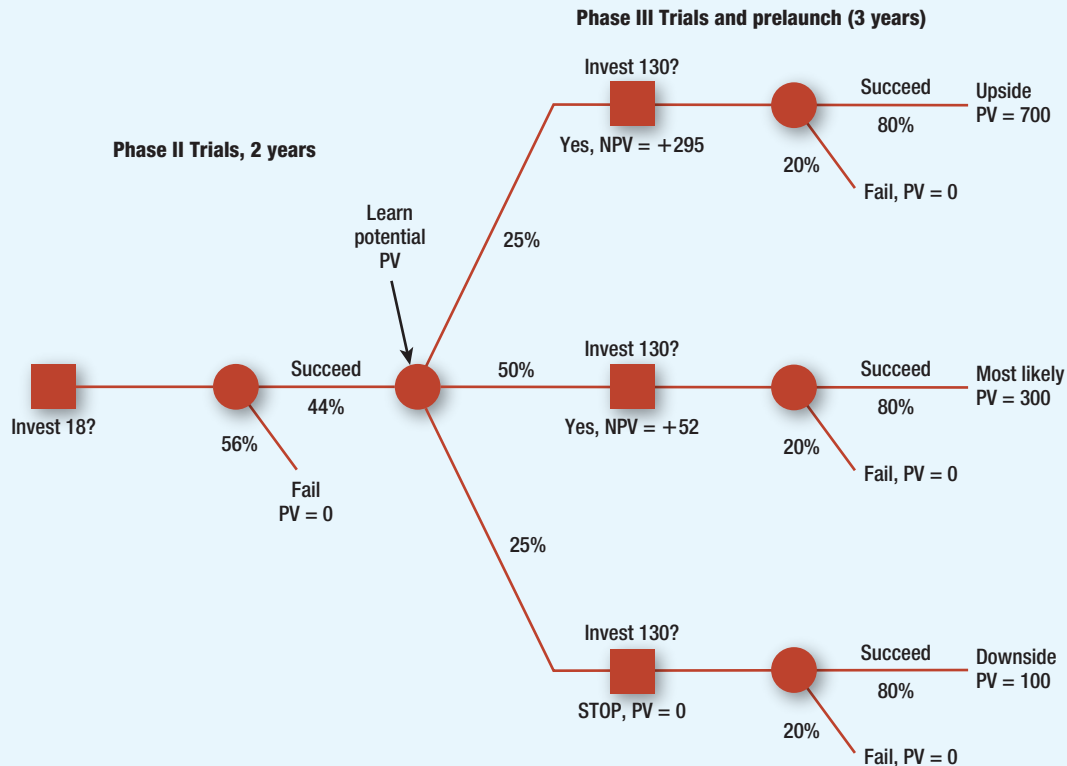 Phase III Trials and prelaunch (3 years)
Invest 130?
Yes, NPV = +295
Succeed
80%
20%
Upside
PV = 700
Fail, PV = 0
Phase II Trials, 2 years
Learn
potential
PV
25%
Invest 18?
Succeed
44%
56%
Fail
PV = 0
50%
Invest 130?
Yes, NPV = +52
Succeed
80%
20%
Most likely
PV = 300
Fail, PV = 0
25%
Invest 130?
STOP, PV = 0
Succeed
80%
20%
Downside
PV = 100
Fail, PV = 0